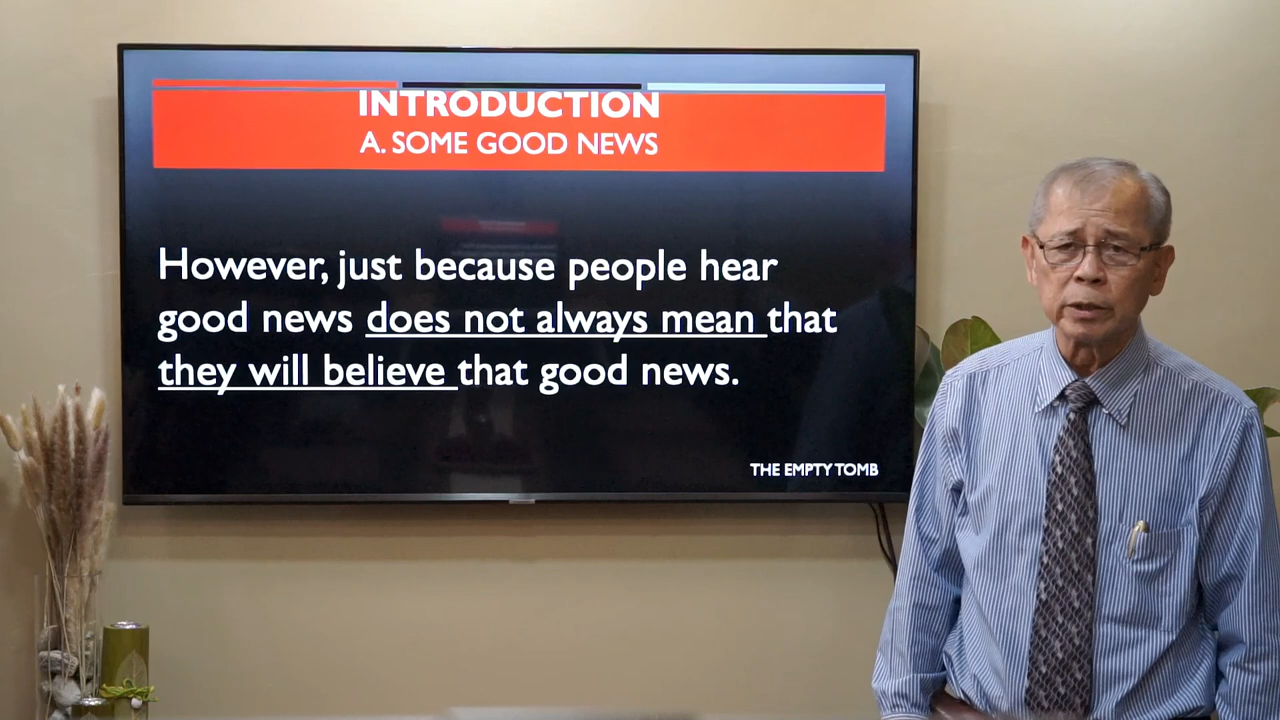 INTRODUCTION
A. SOME GOOD NEWS
However, just because people hear
good news does not always mean that
they will believe that good news.
THE EMPTY TOMB